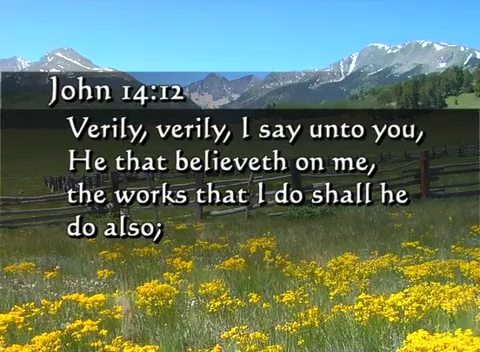 John 14:12
Verily, verily, I say unto you,
He that believeth on me,
the works that I do shall he
do also;